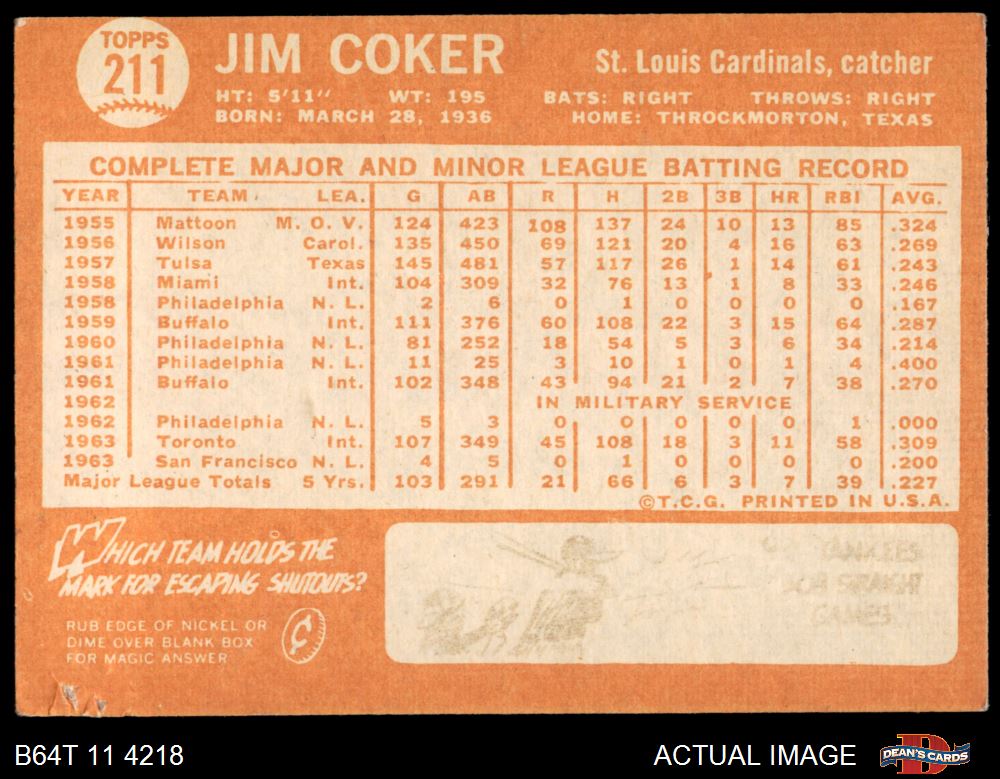 TOPPS
211
JIM COKER
St. Louis Cardinals, catcher
HT: 5'11" WT: 195 BATS: RIGHT THROWS: RIGHT
BORN: MARCH 28, 1936 HOME: THROCKMORTON, TEXAS
COMPLETE MAJOR AND MINOR LEAGUE BATTING RECORD
YEAR TEAM LEA. G AB R H 2B 3B HR RBI AVG.
1955 Mattoon M. O. V. 124 423 108 137 24 10 13 85 .324
1956 Wilson Carol. 135 450 69 121 20 4 16 63 .269
1957 Tulsa Texas 145 481 57 117 26 1 14 61 .243
1958 Miami Int. 104 309 32 76 13 1 8 33 .246
1958 Philadelphia N. L. 2 6 0 1 0 0 0 0 .167
1959 Buffalo Int. 111 376 60 108 22 3 15 64 .287
1960 Philadelphia N. L. 81 252 18 54 5 3 6 34 .214
1961 Philadelphia N. L. 11 25 3 10 1 0 1 4 .400
1961 Buffalo Int. 102 348 43 94 21 2 7 38 .270
1962 IN MILITARY SERVICE
1962 Philadelphia N. L. 5 3 0 0 0 0 0 1 .000
1963 Toronto Int. 107 349 45 108 18 3 11 58 .309
1963 San Francisco N. L. 4 5 0 1 0 0 0 0 .200
Major League Totals 5 Yrs. 103 291 21 66 6 3 7 39 .227
©T.C.G. PRINTED IN U.S.A.
WHICH TEAM HOLDS THE
MARK FOR ESCAPING SHUTOUTS?
RUB EDGE OF NICKEL OR
DIME OVER BLANK BOX
FOR MAGIC ANSWER
¢
YANKEES
STRAIGHT
GAMES
B64T 11 4218
ACTUAL IMAGE
DEAN'S CARDS